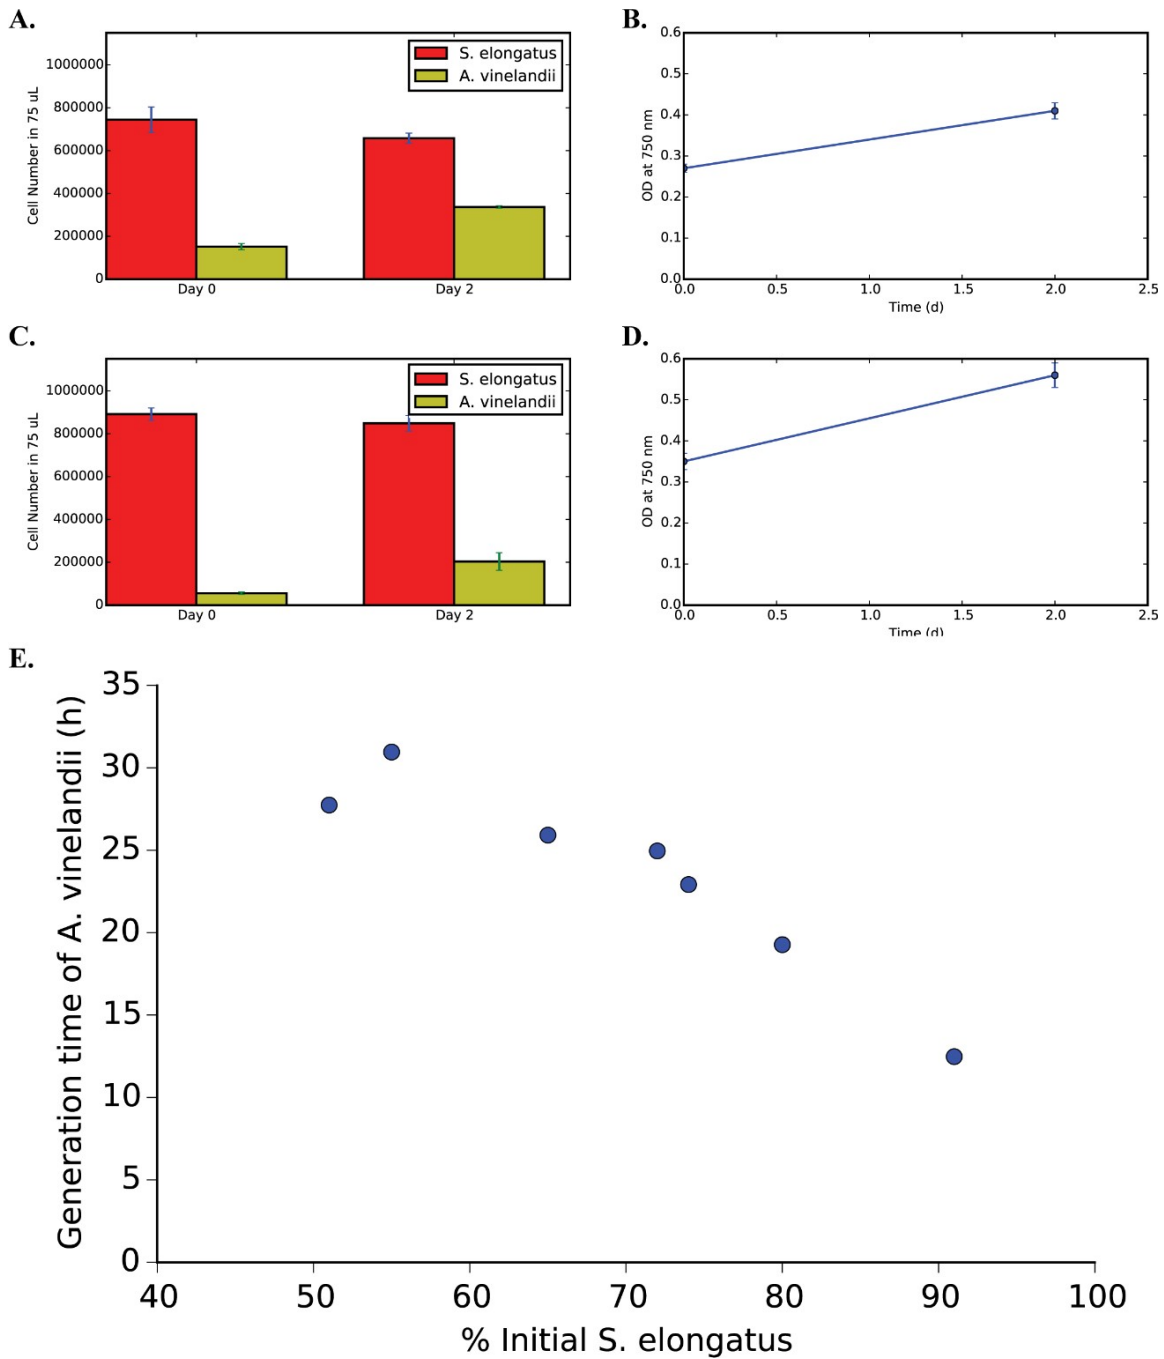 A.
1000000
800000
600000
400000
200000
0
Cell Number in 75 uL
S. elongatus
A. vinelandii
Day 0 Day 2
B.
0.6
0.5
0.4
0.3
0.2
0.1
0.0
OD at 750 nm
0.0 0.5 1.0 1.5 2.0 2.5
Time (d)
C.
1000000
800000
600000
400000
200000
0
Cell Number in 75 uL
S. elongatus
A. vinelandii
Day 0 Day 2
D.
0.6
0.5
0.4
0.3
0.2
0.1
0.0
OD at 750 nm
0.0 0.5 1.0 1.5 2.0 2.5
Time (d)
E.
35
30
25
20
15
10
5
0
Generation time of A. vinelandii (h)
40 50 60 70 80 90 100
% Initial S. elongatus